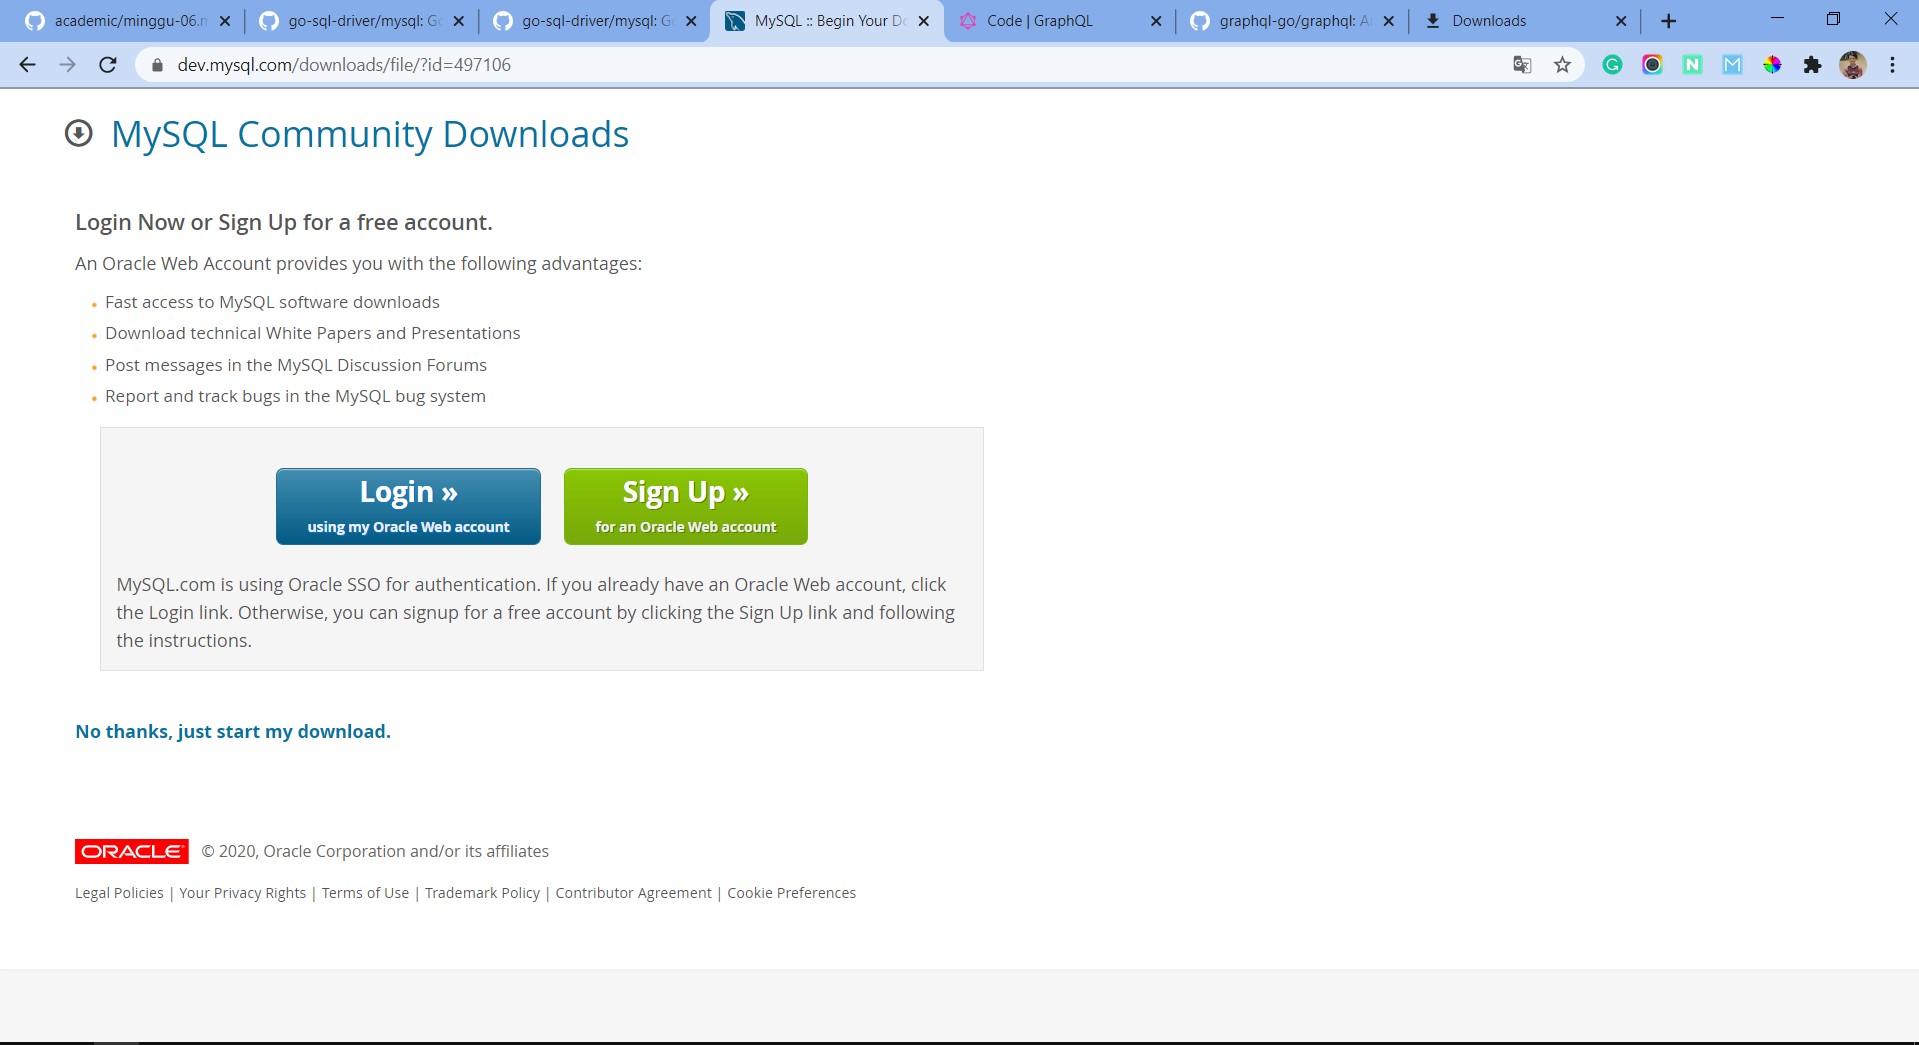 academic/minggu-06.m
go-sql-driver/mysql: Go
go-sql-driver/mysql: Go
MySQL :: Begin Your Do
Code | GraphQL
graphql-go/graphql: A
Downloads
dev.mysql.com/downloads/file/?id=497106
MySQL Community Downloads
Login Now or Sign Up for a free account.
An Oracle Web Account provides you with the following advantages:
Fast access to MySQL software downloads
Download technical White Papers and Presentations
Post messages in the MySQL Discussion Forums
Report and track bugs in the MySQL bug system
Login »
using my Oracle Web account
Sign Up »
for an Oracle Web account
MySQL.com is using Oracle SSO for authentication. If you already have an Oracle Web account, click
the Login link. Otherwise, you can signup for a free account by clicking the Sign Up link and following
the instructions.
No thanks, just start my download.
ORACLE © 2020, Oracle Corporation and/or its affiliates
Legal Policies | Your Privacy Rights | Terms of Use | Trademark Policy | Contributor Agreement | Cookie Preferences